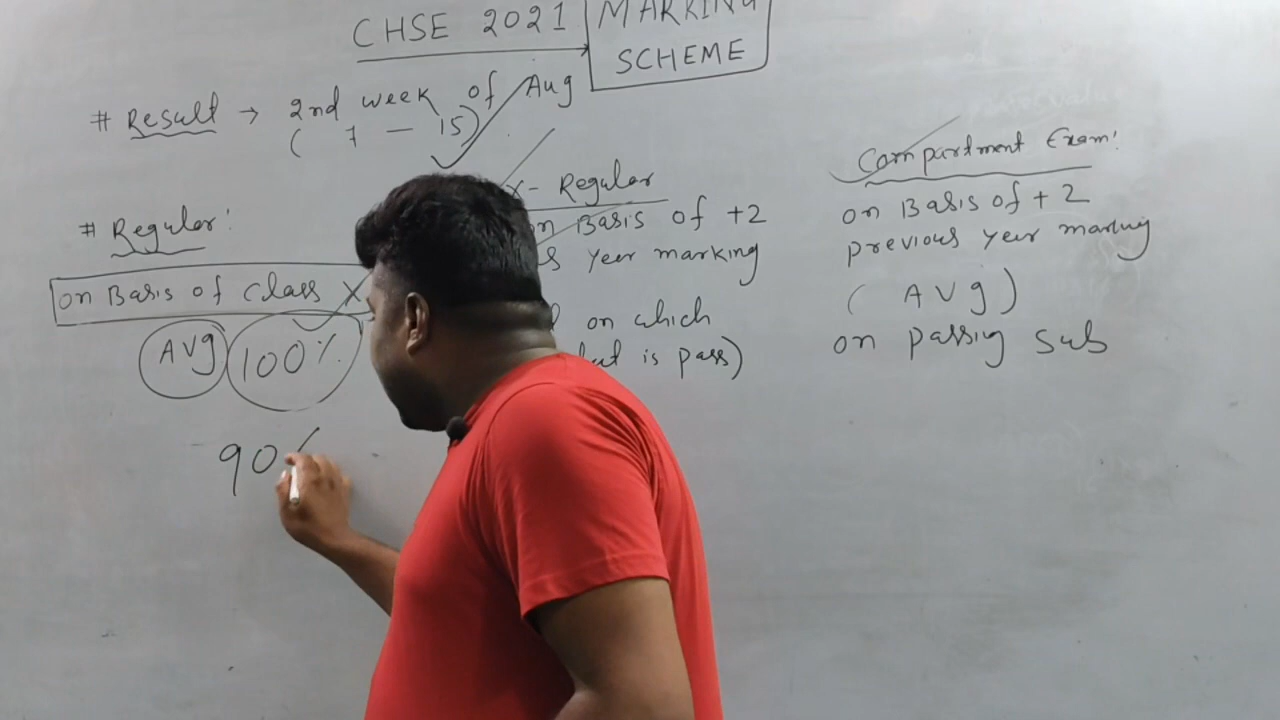 CHSE 2021 MARKING
SCHEME
# Result → 2nd week of Aug
( 7 - 15)
# Regular:
on Basis of class X
Avg 100%
90%
X- Regular
on Basis of +2
s year marking
on which
is pass)
Compartment Exam:
on Basis of +2
previous year marking
( AVg )
on passig sub